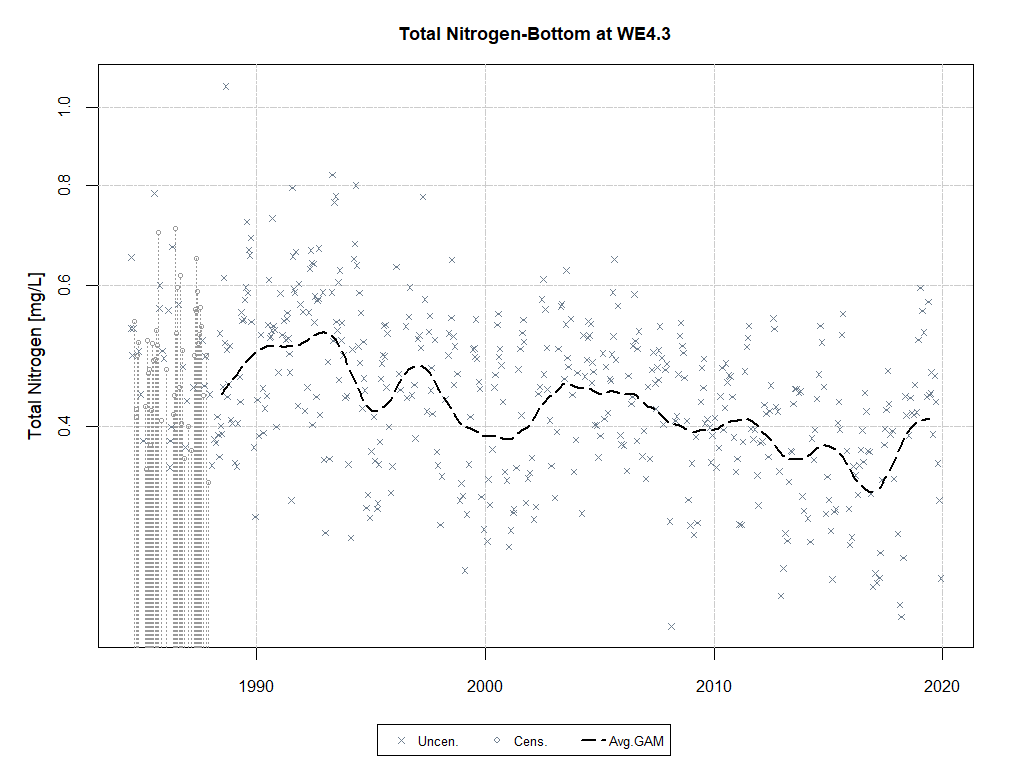 Total Nitrogen-Bottom at WE4.3
Total Nitrogen [mg/L]
1.0
0.8
0.6
0.4
1990 2000 2010 2020
Uncen. Cens. Avg.GAM